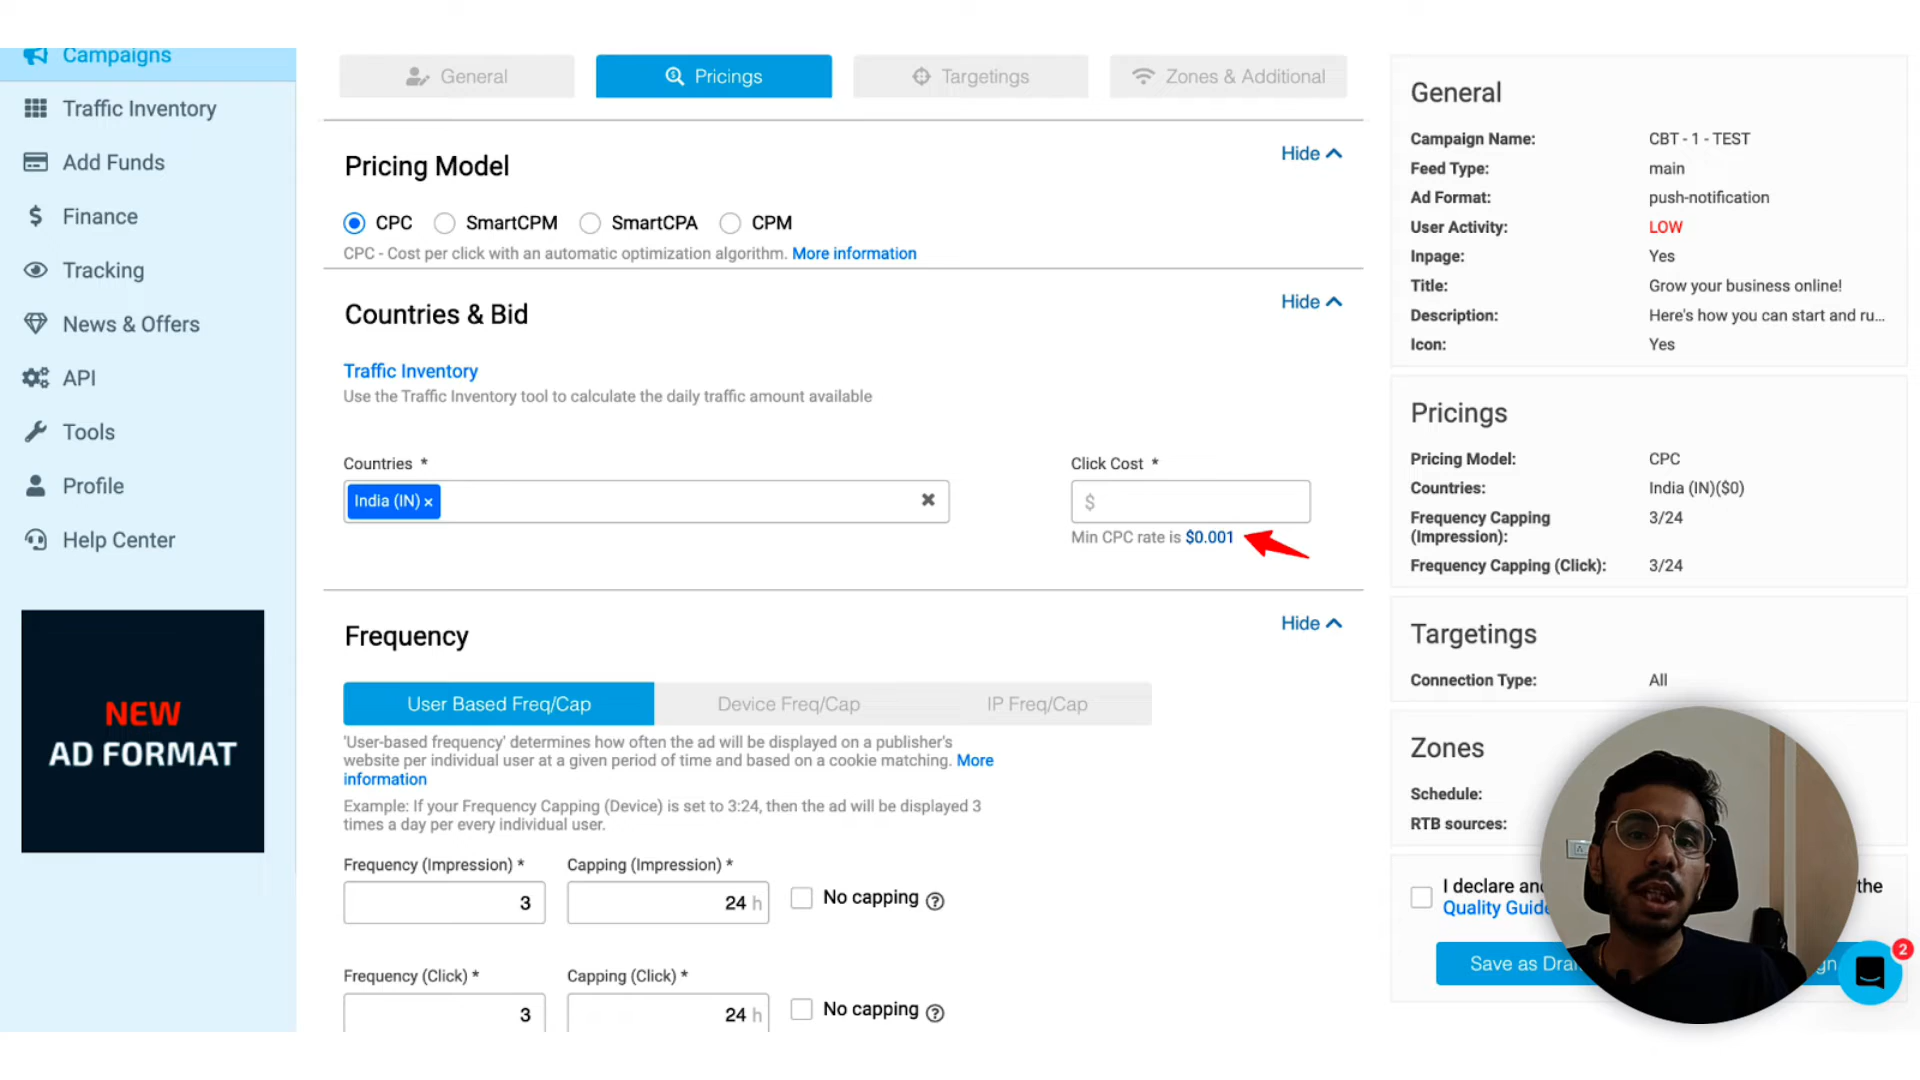 Campaigns
Traffic Inventory
Add Funds
Finance
Tracking
News & Offers
API
Tools
Profile
Help Center
NEW
AD FORMAT
General
Pricings
Targetings
Zones & Additional
Pricing Model
Hide
CPC
SmartCPM
SmartCPA
CPM
CPC - Cost per click with an automatic optimization algorithm. More information
Countries & Bid
Hide
Traffic Inventory
Use the Traffic Inventory tool to calculate the daily traffic amount available
Countries *
Click Cost *
India (IN) ×
$
Min CPC rate is $0.001
Frequency
Hide
User Based Freq/Cap
Device Freq/Cap
IP Freq/Cap
'User-based frequency' determines how often the ad will be displayed on a publisher's
website per individual user at a given period of time and based on a cookie matching. More
information
Example: If your Frequency Capping (Device) is set to 3:24, then the ad will be displayed 3
times a day per every individual user.
Frequency (Impression) *
Capping (Impression) *
3
24 h
No capping ?
Frequency (Click) *
Capping (Click) *
3
24 h
No capping ?
General
Campaign Name: CBT - 1 - TEST
Feed Type: main
Ad Format: push-notification
User Activity: LOW
Inpage: Yes
Title: Grow your business online!
Description: Here's how you can start and ru...
Icon: Yes
Pricings
Pricing Model: CPC
Countries: India (IN)($0)
Frequency Capping 3/24
(Impression):
Frequency Capping (Click): 3/24
Targetings
Connection Type: All
Zones
Schedule:
RTB sources:
I declare and the
Quality Guide
Save as Dra
gn
2